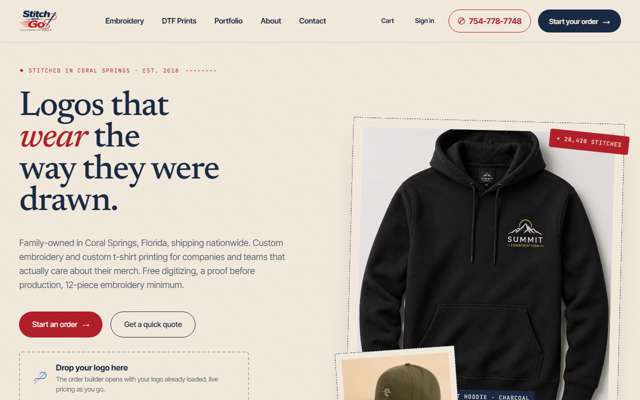 Stitch
Go
Embroidery
DTF Prints
Portfolio
About
Contact
Cart
Sign in
754-778-7748
Start your order →
STITCHED IN CORAL SPRINGS · EST. 2018
Logos that
wear the
way they were
drawn.
Family-owned in Coral Springs, Florida, shipping nationwide. Custom
embroidery and custom t-shirt printing for companies and teams that
actually care about their merch. Free digitizing, a proof before
production, 12-piece embroidery minimum.
Start an order →
Get a quick quote
Drop your logo here
The order builder opens with your logo already loaded, live
pricing as you go.
28,420 STITCHES
SUMMIT
CONSTRUCTION
HOODIE · CHARCOAL